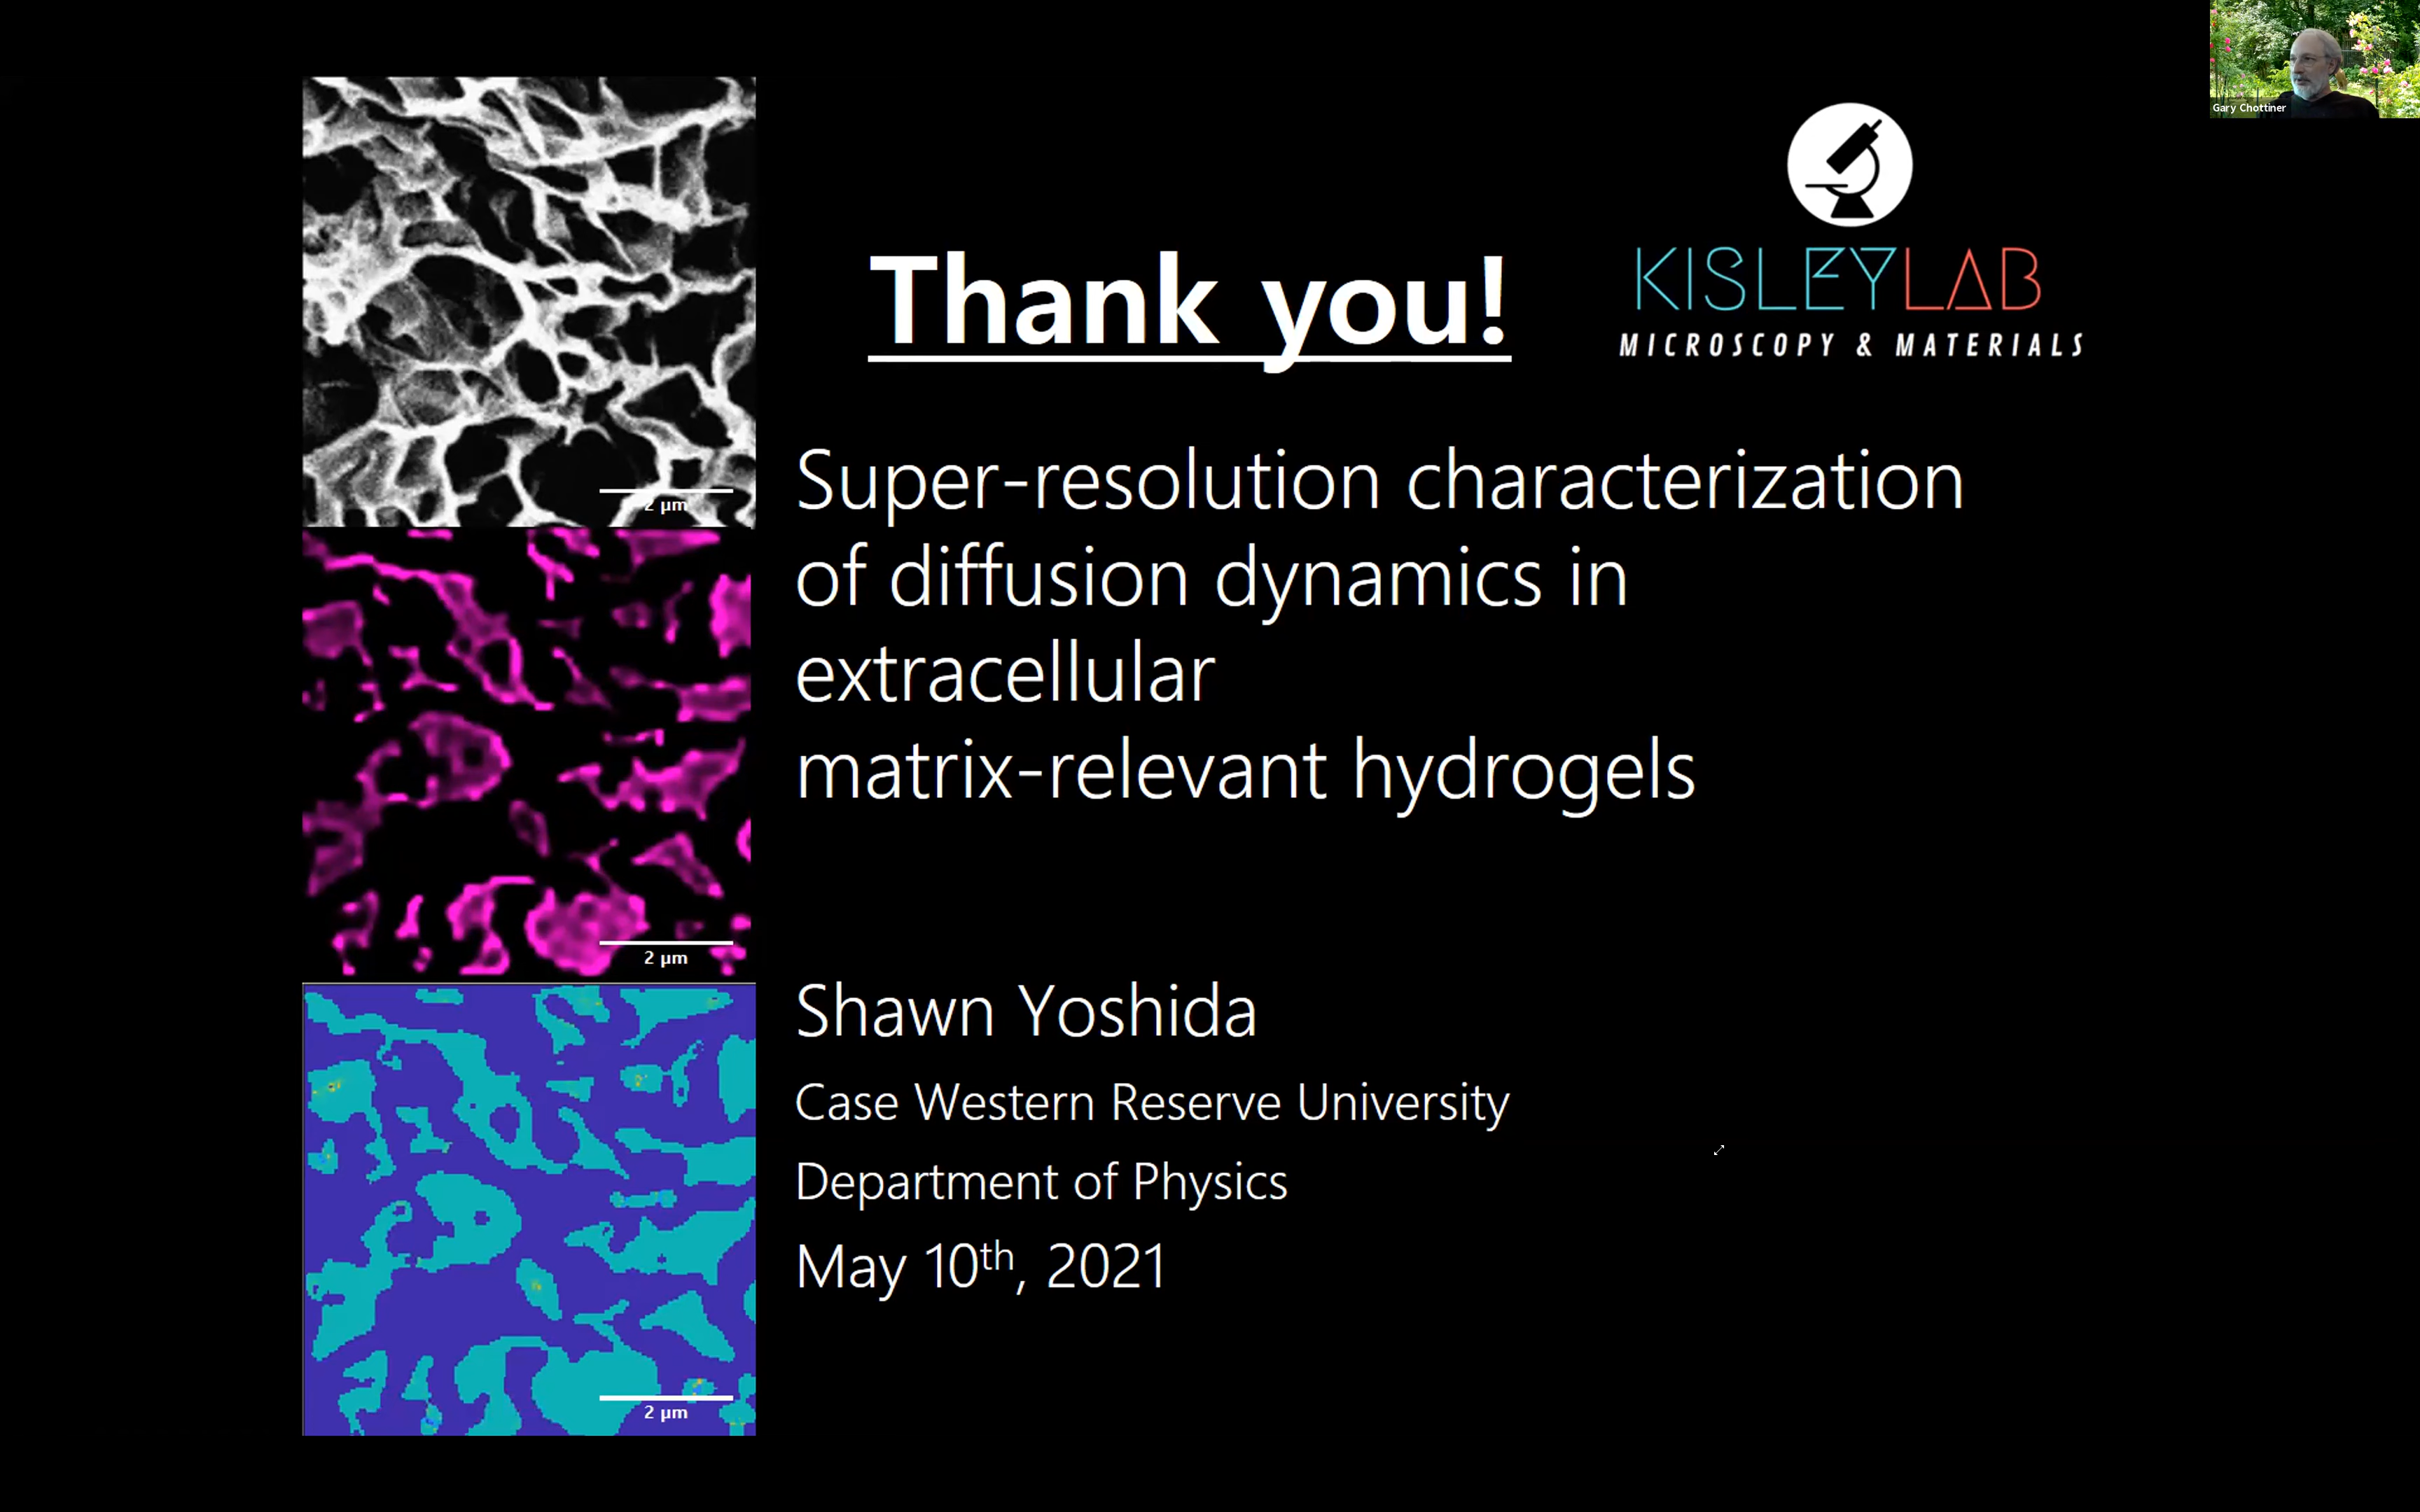 Gary Chottiner
KISLEYLAB
MICROSCOPY & MATERIALS
Thank you!
Super-resolution characterization
of diffusion dynamics in
extracellular
matrix-relevant hydrogels
2 µm
2 µm
2 µm
Shawn Yoshida
Case Western Reserve University
Department of Physics
May 10th, 2021